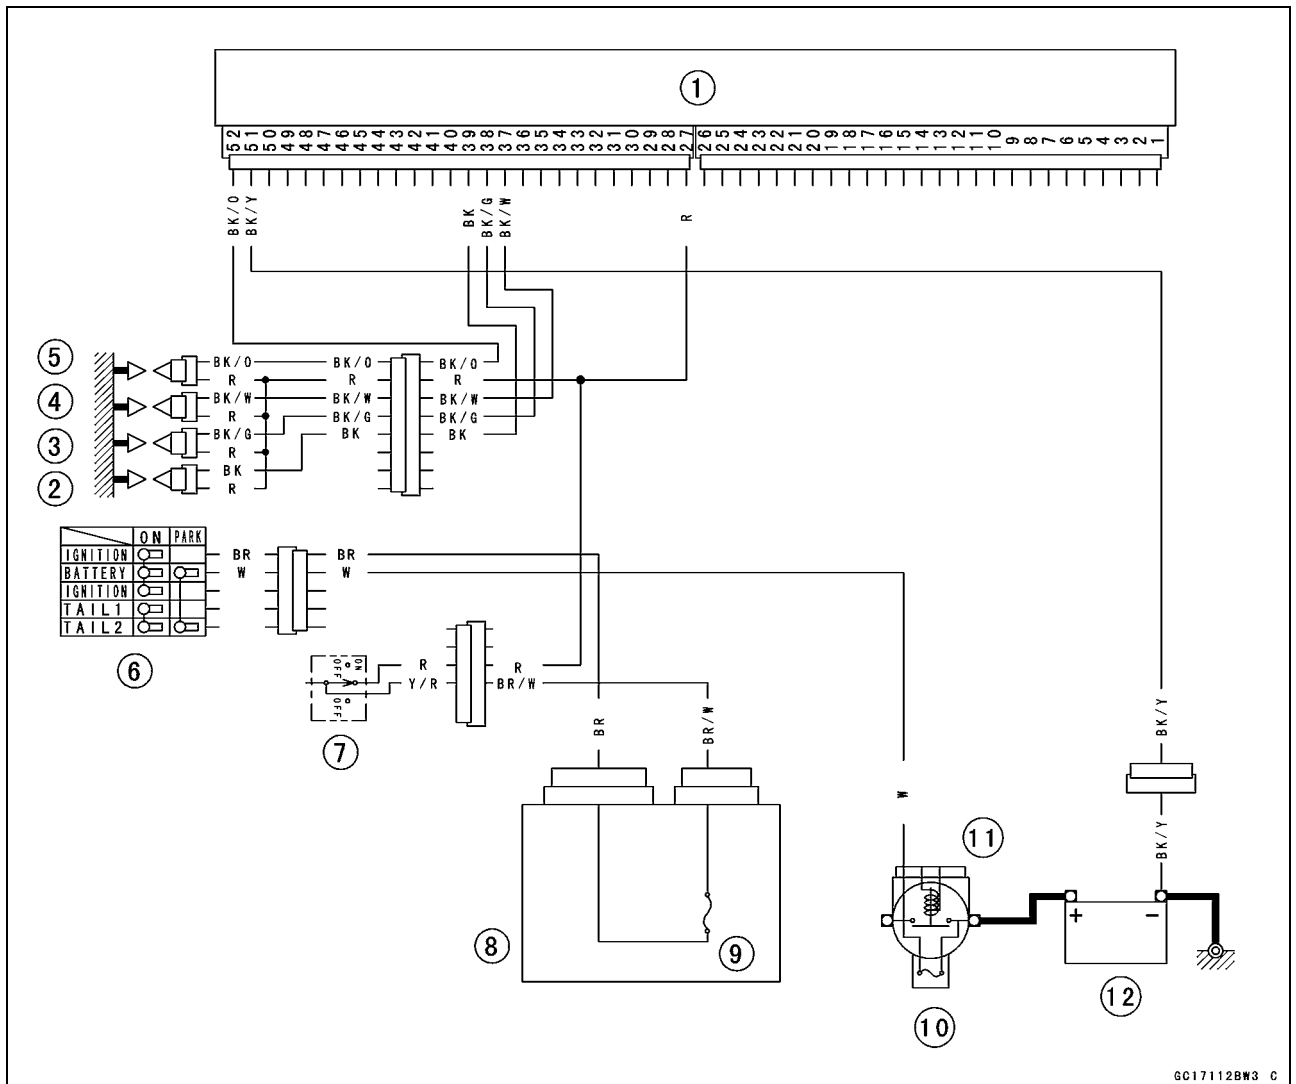 1
52 51 50 49 48 47 46 45 44 43 42 41 40 39 38 37 36 35 34 33 32 31 30 29 28 27 26 25 24 23 22 21 20 19 18 17 16 15 14 13 12 11 10 9 8 7 6 5 4 3 2 1
BK/O BK/Y BK BK/G BK/W R
5 BK/O BK/O BK/O
R R R
4 BK/W BK/W BK/W
R BK/G BK/G
3 BK/G BK BK
R
2 BK
R
ON PARK
IGNITION BR BR
BATTERY W W
IGNITION
TAIL1
TAIL2
6
OFF ON R R
OFF Y/R BR/W
7
BR BR/W BK/Y
W BK/Y
11
8 9
+ −
10 12
GC17112BW3 C